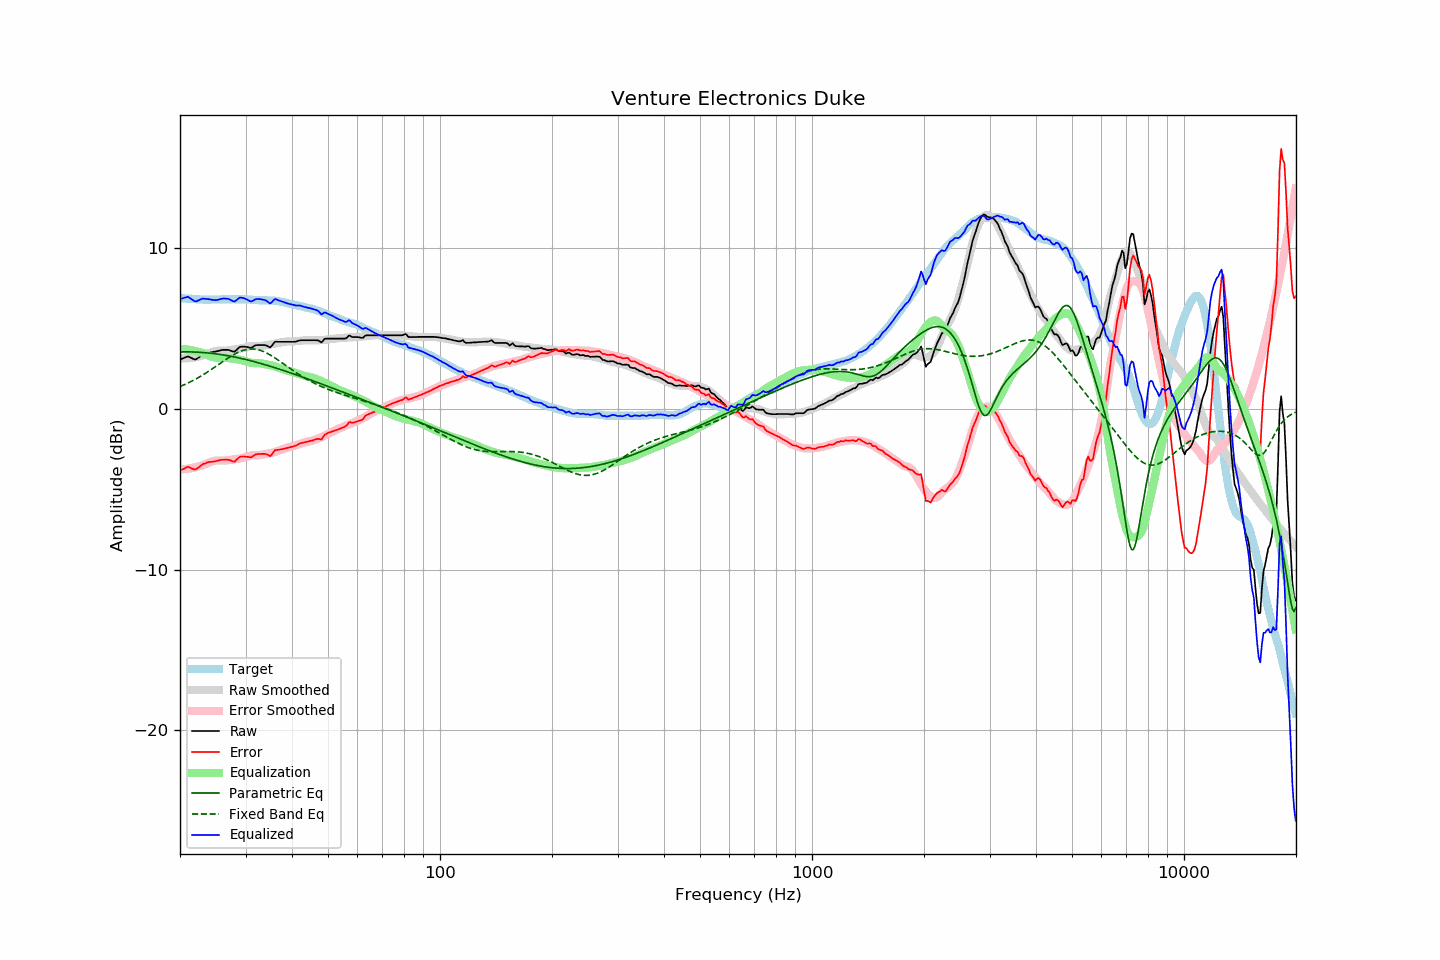 Venture Electronics Duke
Amplitude (dBr)
10
0
−10
−20
100
1000
10000
Frequency (Hz)
Target
Raw Smoothed
Error Smoothed
Raw
Error
Equalization
Parametric Eq
Fixed Band Eq
Equalized